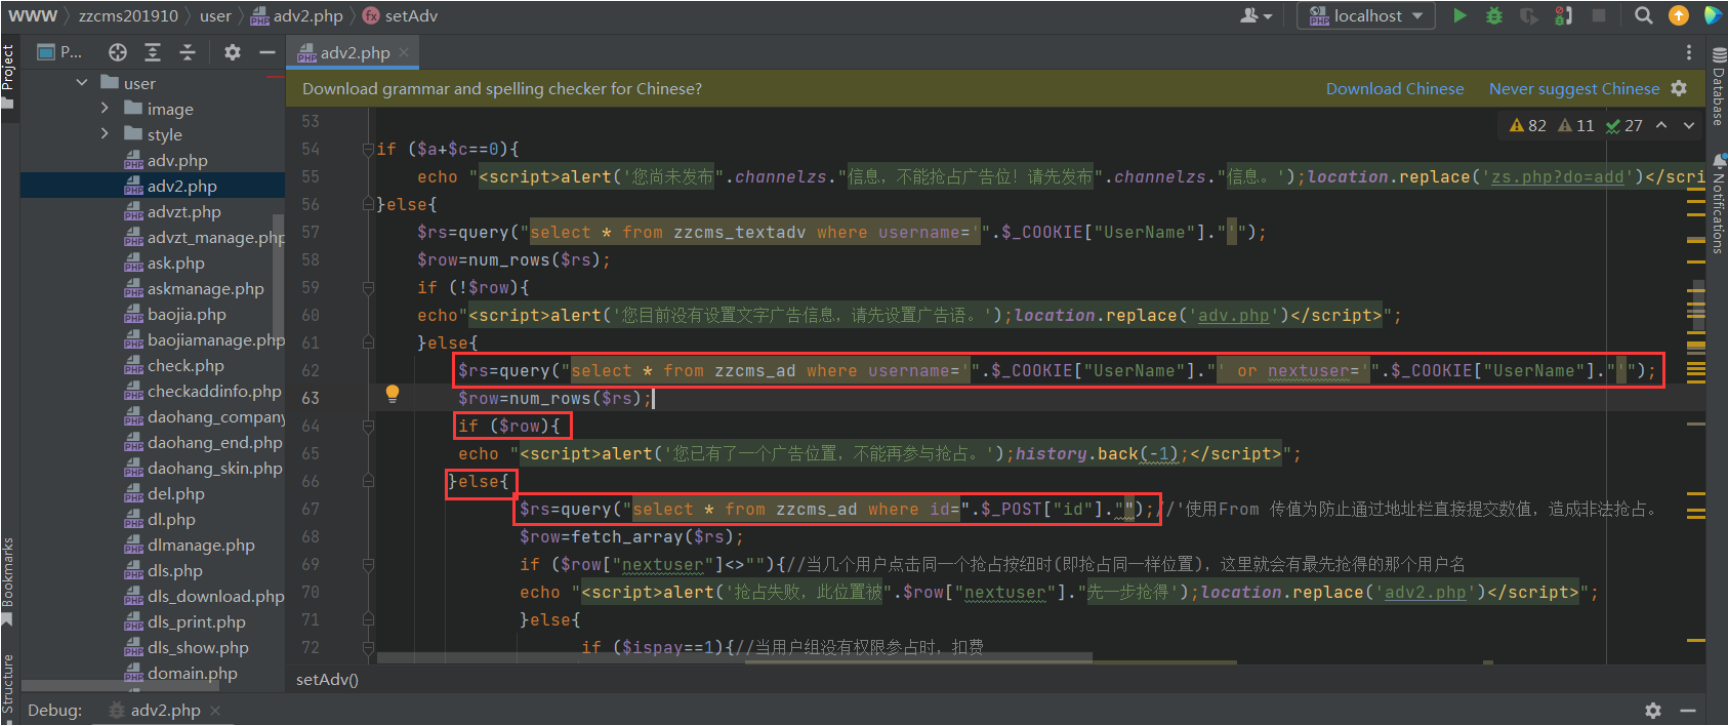 WWW zzcms201910 user adv2.php setAdv localhost
Project P... adv2.php
user
Download grammar and spelling checker for Chinese? Download Chinese Never suggest Chinese
image
style
adv.php
adv2.php
advzt.php
advzt_manage.php
ask.php
askmanage.php
baojia.php
baojiamanage.php
check.php
checkaddinfo.php
daohang_company
daohang_end.php
daohang_skin.php
del.php
dl.php
dlmanage.php
dls.php
dls_download.php
dls_print.php
dls_show.php
domain.php
82 11 27
53
54 if ($a+$c==0){
55 echo "<script>alert('您尚未发布".channelzs."信息，不能抢占广告位！请先发布".channelzs."信息。');location.replace('zs.php?do=add')</scri
56 }else{
57 $rs=query("select * from zzcms_textadv where username='".$_COOKIE["UserName"]."'");
58 $row=num_rows($rs);
59 if (!$row){
60 echo"<script>alert('您目前没有设置文字广告信息，请先设置广告语。');location.replace('adv.php')</script>";
61 }else{
62 $rs=query("select * from zzcms_ad where username='".$_COOKIE["UserName"]."' or nextuser='".$_COOKIE["UserName"]."'");
63 $row=num_rows($rs);
64 if ($row){
65 echo "<script>alert('您已有了一个广告位置，不能再参与抢占。');history.back(-1);</script>";
66 }else{
67 $rs=query("select * from zzcms_ad where id=".$_POST["id"]."");//'使用From 传值为防止通过地址栏直接提交数值，造成非法抢占。
68 $row=fetch_array($rs);
69 if ($row["nextuser"]<>""){//当几个用户点击同一个抢占按纽时(即抢占同一样位置)，这里就会有最先抢得的那个用户名
70 echo "<script>alert('抢占失败，此位置被".$row["nextuser"]."先一步抢得');location.replace('adv2.php')</script>";
71 }else{
72 if ($ispay==1){//当用户组没有权限参占时，扣费
setAdv()
Database
Notifications
Bookmarks
Structure
Debug: adv2.php